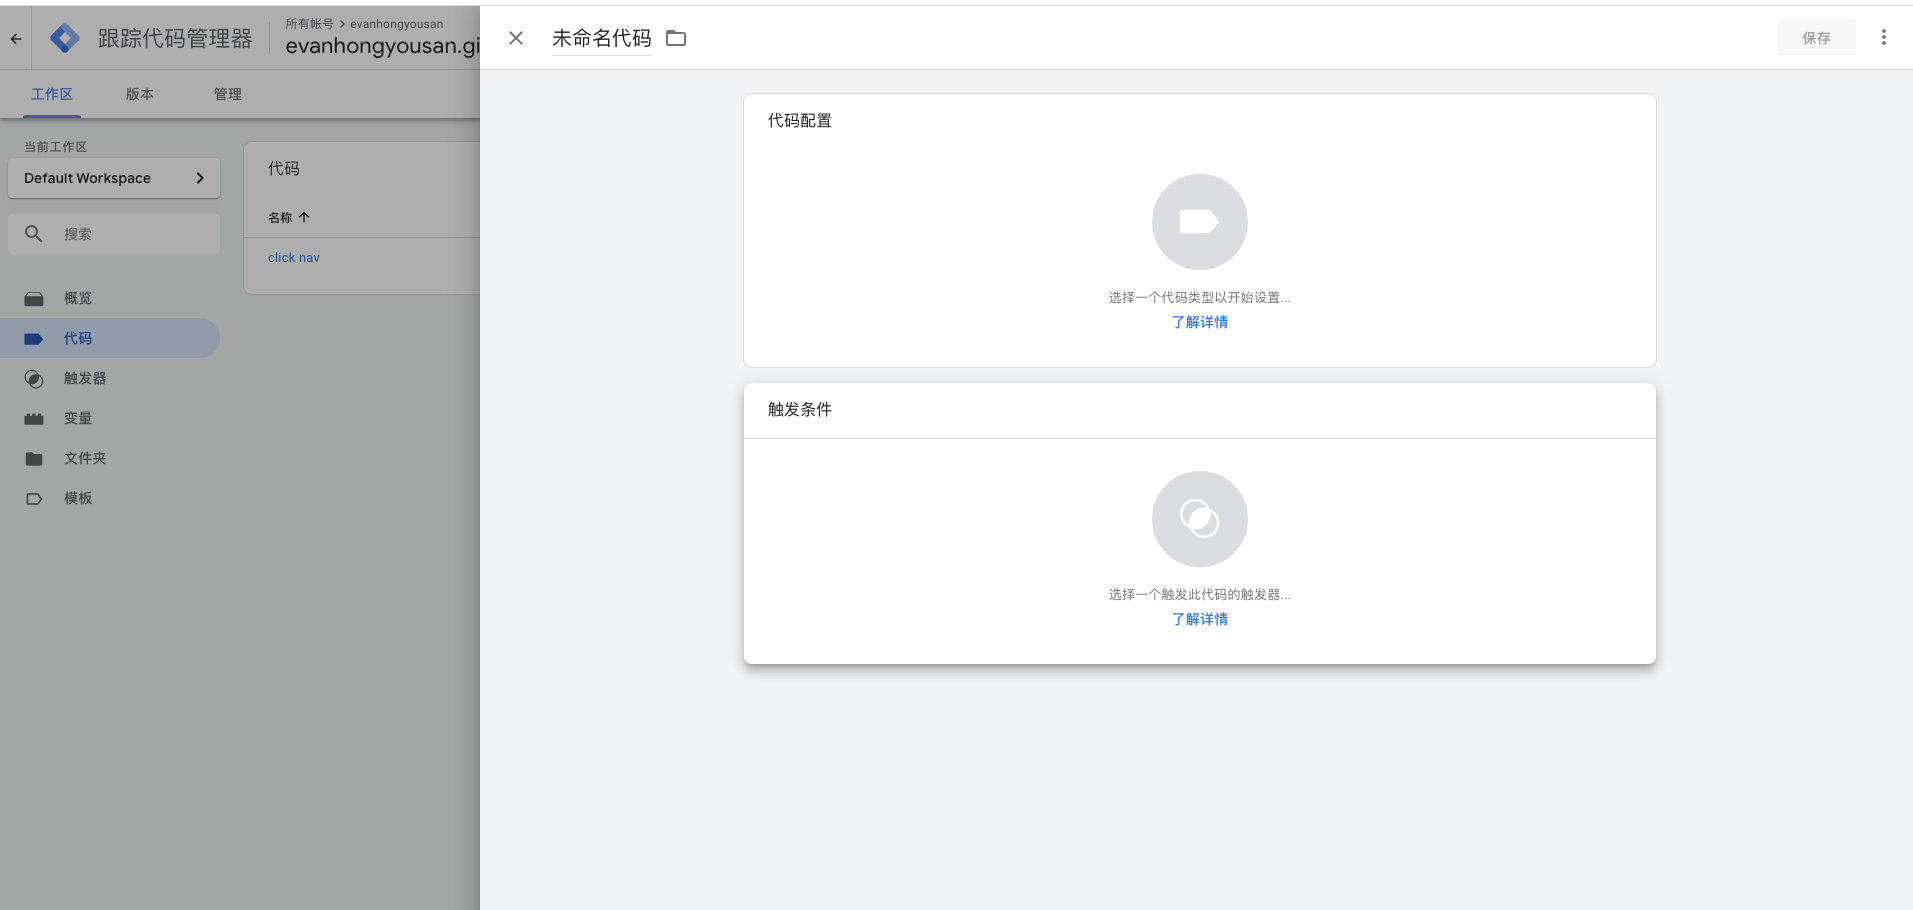 跟踪代码管理器
所有帐号 > evanhongyousan
evanhongyousan.gi
未命名代码
保存
工作区
版本
管理
当前工作区
Default Workspace
搜索
概览
代码
触发器
变量
文件夹
模板
代码
名称
click nav
代码配置
选择一个代码类型以开始设置...
了解详情
触发条件
选择一个触发此代码的触发器...
了解详情